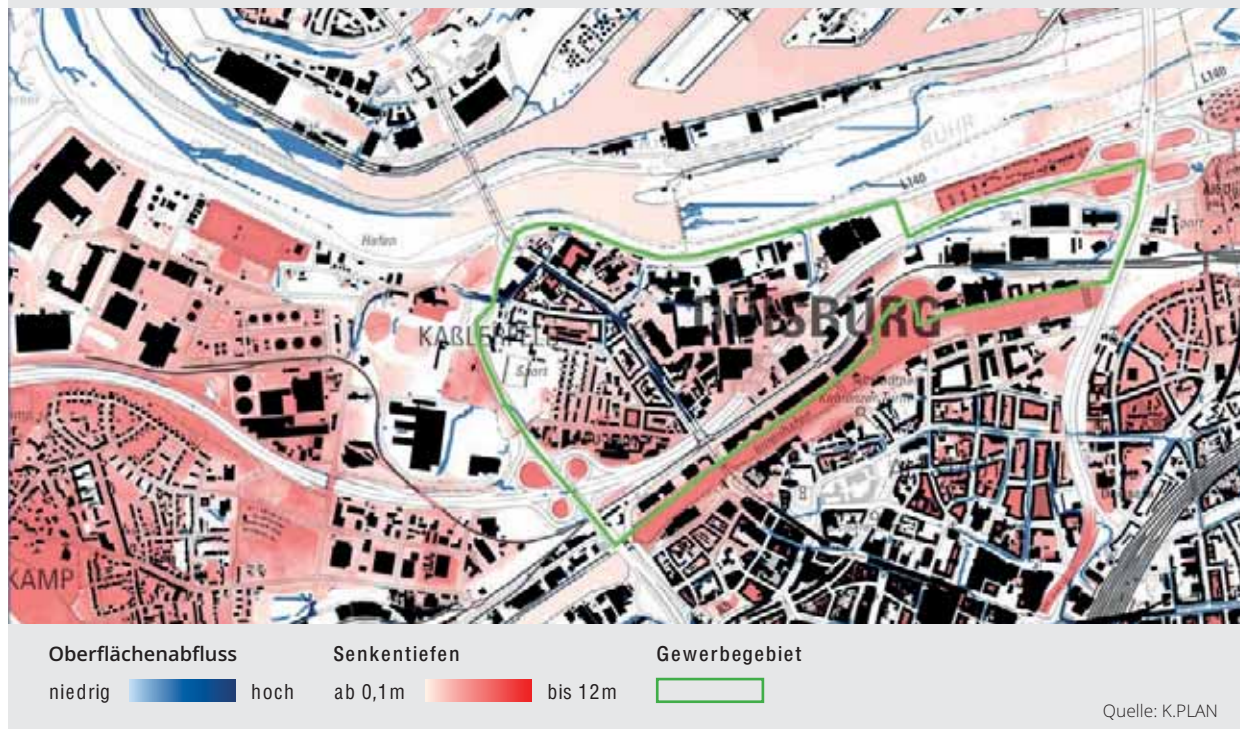 L140
RUHR
L140
Hafen
DUISBURG
KAßLERFELD
Sport
KAMP
Oberflächenabfluss
niedrig
hoch
Senkentiefen
ab 0,1m
bis 12m
Gewerbegebiet
Quelle: K.PLAN